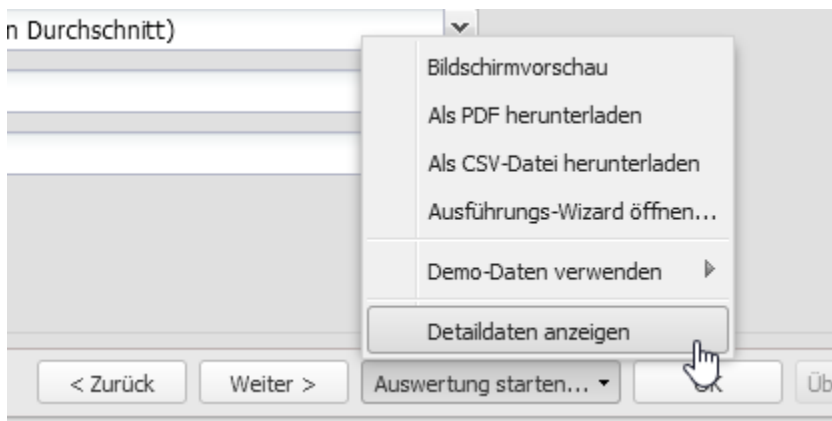 n Durchschnitt)
Bildschirmvorschau
Als PDF herunterladen
Als CSV-Datei herunterladen
Ausführungs-Wizard öffnen...
Demo-Daten verwenden
Detaildaten anzeigen
< Zurück Weiter > Auswertung starten... OK Üb